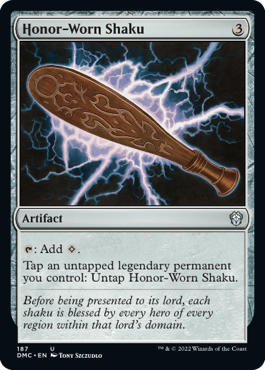 Honor-Worn Shaku 3
Artifact
: Add .
Tap an untapped legendary permanent
you control: Untap Honor-Worn Shaku.
Before being presented to its lord, each
shaku is blessed by every hero of every
region within that lord's domain.
187 U
DMC • EN Tony Szczudlo
™ & © 2022 Wizards of the Coast